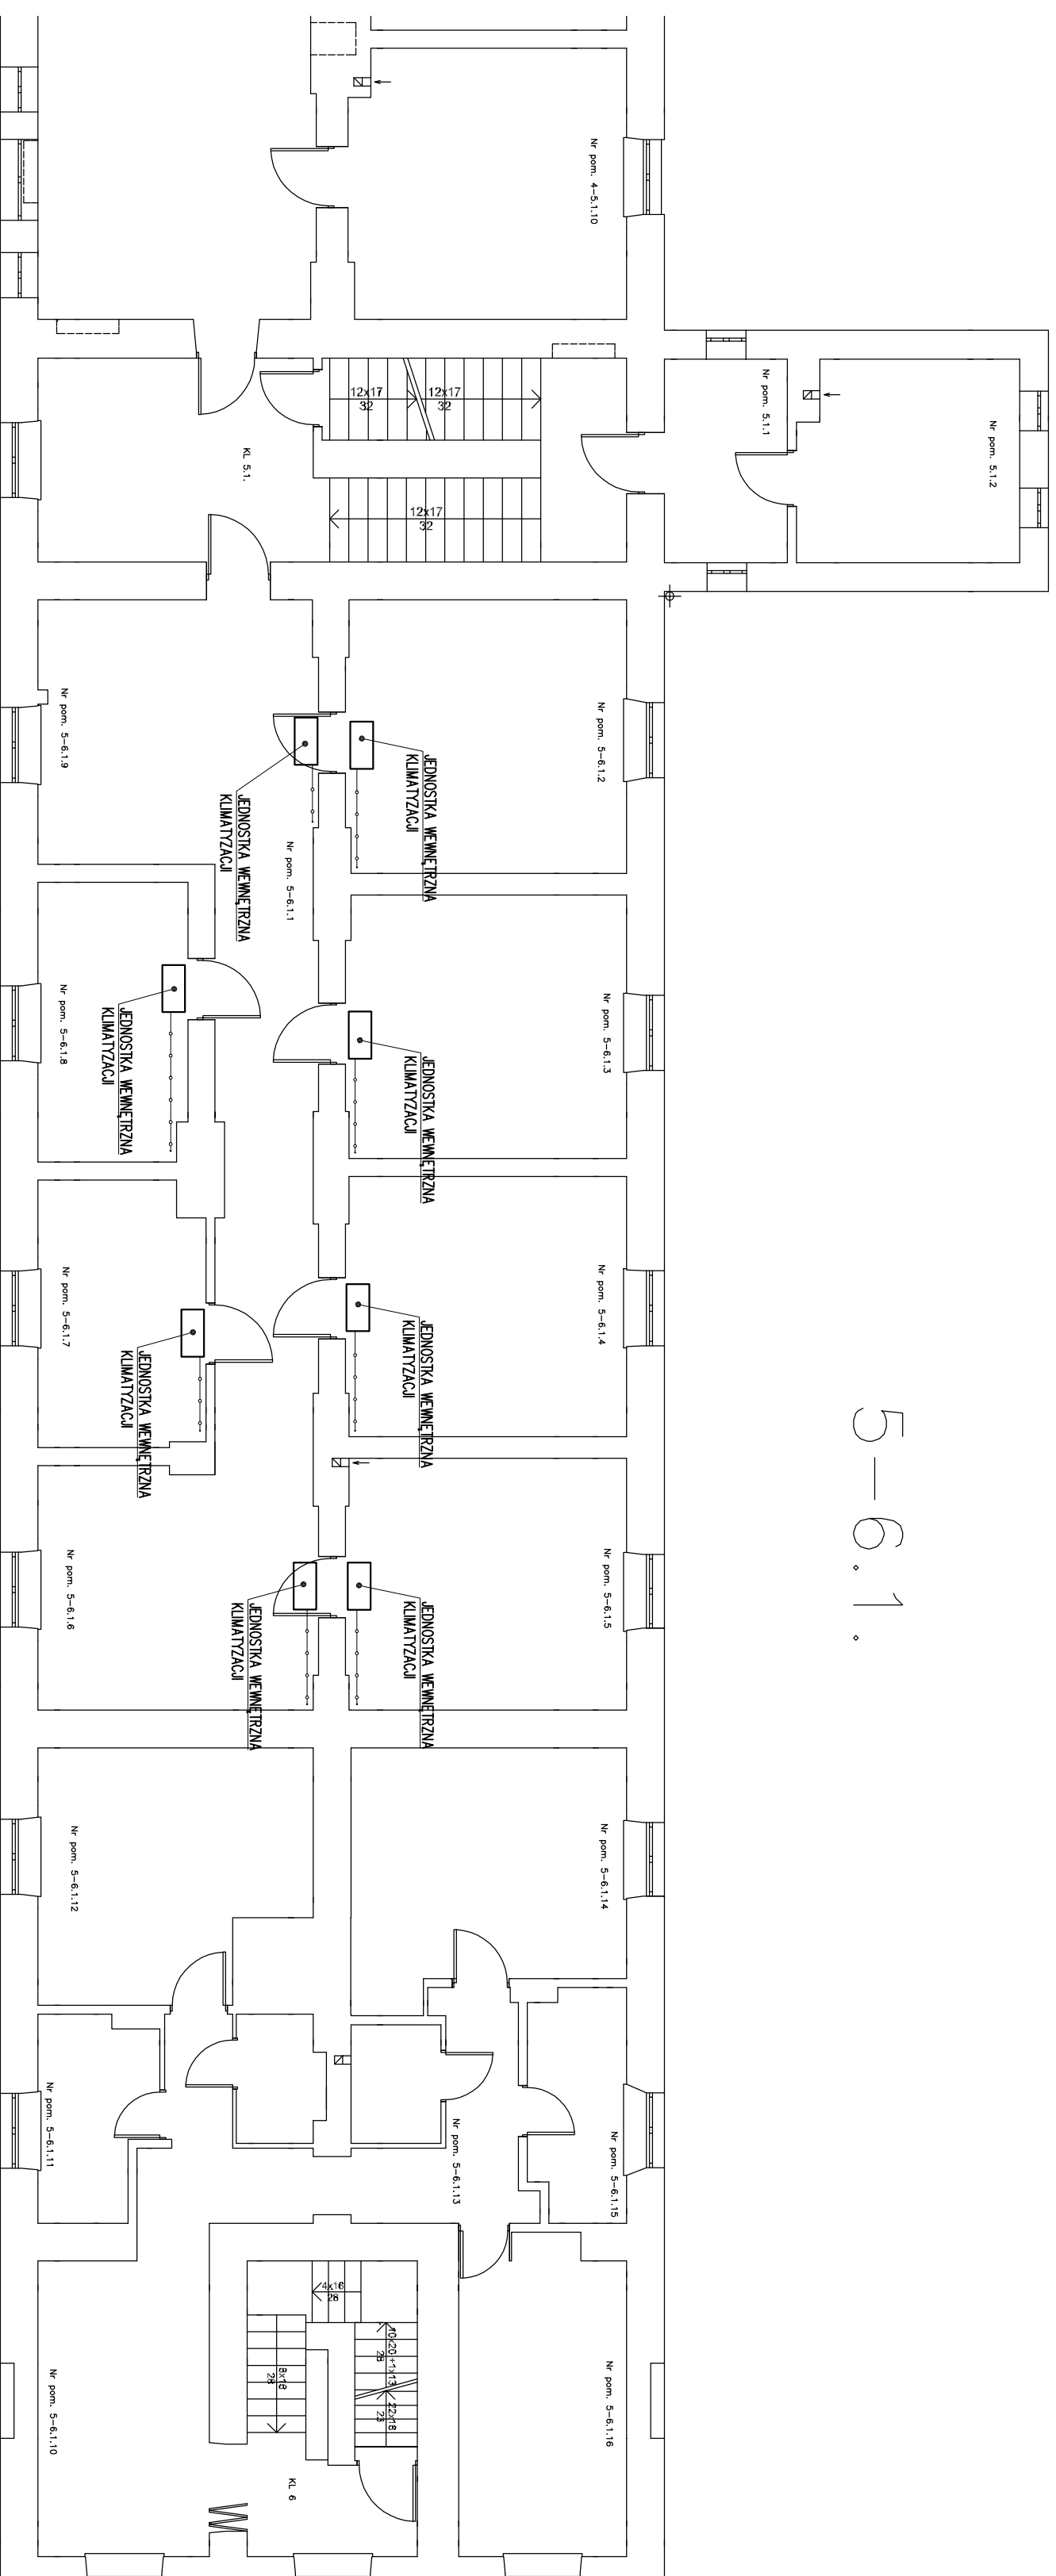 5-6.1.
Nr pom. 4-5.1.10
Nr pom. 5.1.2
Nr pom. 5.1.1
12x17
32
12x17
32
12x17
32
KL 5.1.
Nr pom. 5-6.1.2
JEDNOSTKA WEWNĘTRZNA
KLIMATYZACJI
JEDNOSTKA WEWNĘTRZNA
KLIMATYZACJI
Nr pom. 5-6.1.9
Nr pom. 5-6.1.1
Nr pom. 5-6.1.3
JEDNOSTKA WEWNĘTRZNA
KLIMATYZACJI
JEDNOSTKA WEWNĘTRZNA
KLIMATYZACJI
Nr pom. 5-6.1.8
Nr pom. 5-6.1.4
JEDNOSTKA WEWNĘTRZNA
KLIMATYZACJI
JEDNOSTKA WEWNĘTRZNA
KLIMATYZACJI
Nr pom. 5-6.1.7
Nr pom. 5-6.1.5
JEDNOSTKA WEWNĘTRZNA
KLIMATYZACJI
JEDNOSTKA WEWNĘTRZNA
KLIMATYZACJI
Nr pom. 5-6.1.6
Nr pom. 5-6.1.14
Nr pom. 5-6.1.12
Nr pom. 5-6.1.15
Nr pom. 5-6.1.13
Nr pom. 5-6.1.11
4x16
28
10x20+1x13
28
22x18
23
8x18
28
Nr pom. 5-6.1.16
Nr pom. 5-6.1.10
KL 6